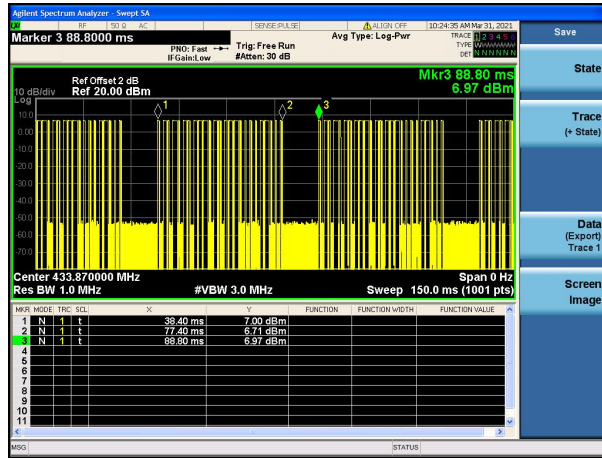 Agilent Spectrum Analyzer - Swept SA
RF 50 Ω AC SENSE:PULSE ALIGN OFF 10:24:35 AM Mar 31, 2021
Marker 3 88.8000 ms
PNO: Fast
IFGain:Low
Trig: Free Run
#Atten: 30 dB
Avg Type: Log-Pwr
TRACE 1 2 3 4 5 6
TYPE
DET N N N N N N
Save
State
Trace
(+ State)
Data
(Export)
Trace 1
Screen
Image
Mkr3 88.80 ms
6.97 dBm
Ref Offset 2 dB
10 dB/div Ref 20.00 dBm
Log
1
2
3
10.0
0.00
-10.0
-20.0
-30.0
-40.0
-50.0
-60.0
-70.0
Center 433.870000 MHz Span 0 Hz
Res BW 1.0 MHz #VBW 3.0 MHz Sweep 150.0 ms (1001 pts)
MKR MODE TRC SCL X Y FUNCTION FUNCTION WIDTH FUNCTION VALUE
1 N 1 t 38.40 ms 7.00 dBm
2 N 1 t 77.40 ms 6.71 dBm
3 N 1 t 88.80 ms 6.97 dBm
4
5
6
7
8
9
10
11
MSG STATUS